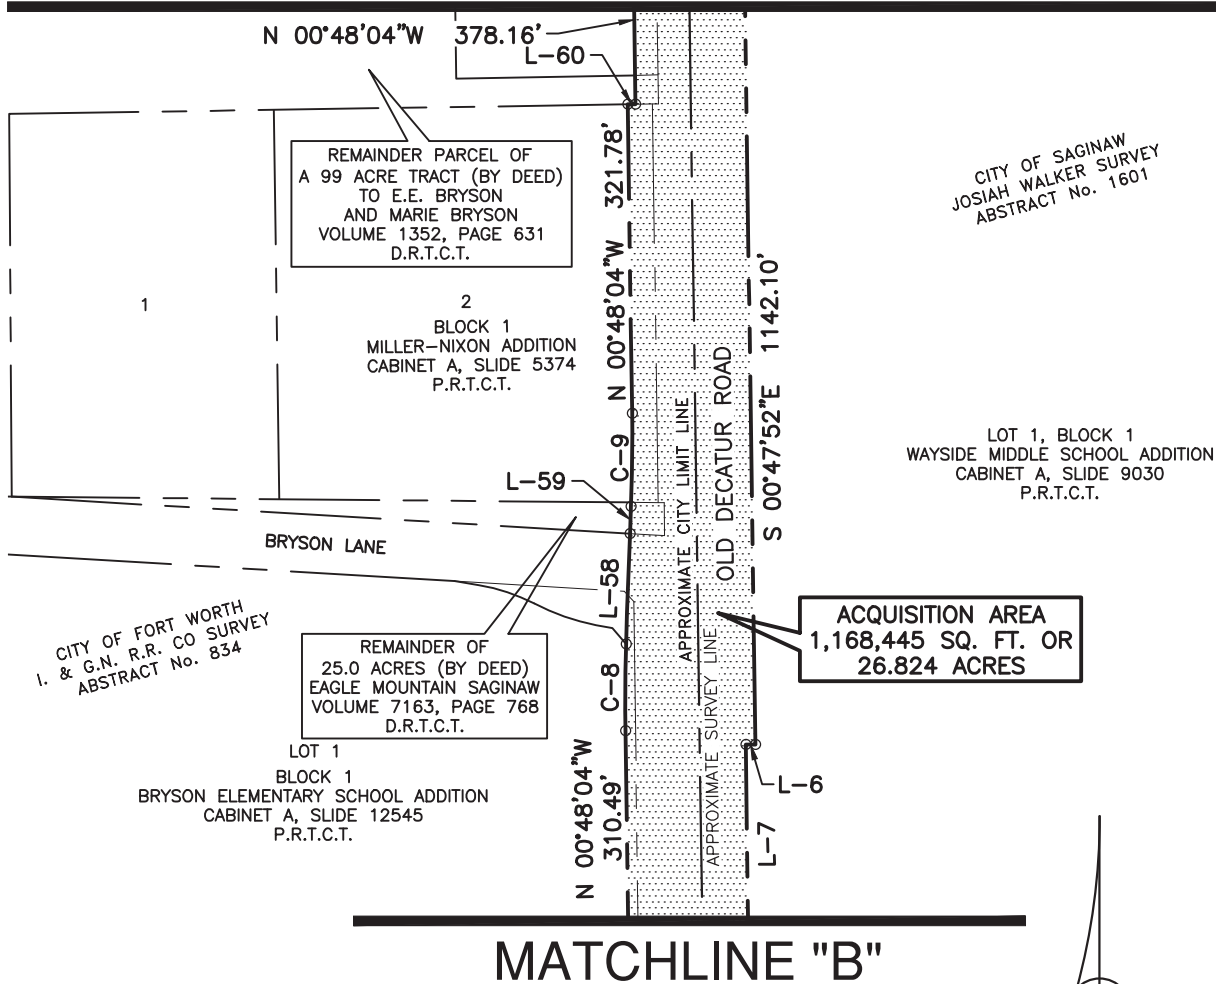 N 00°48'04"W 378.16'
L-60
REMAINDER PARCEL OF
A 99 ACRE TRACT (BY DEED)
TO E.E. BRYSON
AND MARIE BRYSON
VOLUME 1352, PAGE 631
D.R.T.C.T.
CITY OF SAGINAW
JOSIAH WALKER SURVEY
ABSTRACT No. 1601
N 00°48'04"W 321.78'
S 00°47'52"E 1142.10'
1
2
BLOCK 1
MILLER-NIXON ADDITION
CABINET A, SLIDE 5374
P.R.T.C.T.
C-9
APPROXIMATE CITY LIMIT LINE
OLD DECATUR ROAD
LOT 1, BLOCK 1
WAYSIDE MIDDLE SCHOOL ADDITION
CABINET A, SLIDE 9030
P.R.T.C.T.
L-59
BRYSON LANE
L-58
CITY OF FORT WORTH
I. & G.N. R.R. CO SURVEY
ABSTRACT No. 834
REMAINDER OF
25.0 ACRES (BY DEED)
EAGLE MOUNTAIN SAGINAW
VOLUME 7163, PAGE 768
D.R.T.C.T.
ACQUISITION AREA
1,168,445 SQ. FT. OR
26.824 ACRES
C-8
APPROXIMATE SURVEY LINE
LOT 1
BLOCK 1
BRYSON ELEMENTARY SCHOOL ADDITION
CABINET A, SLIDE 12545
P.R.T.C.T.
N 00°48'04"W
310.49'
L-6
L-7
MATCHLINE "B"